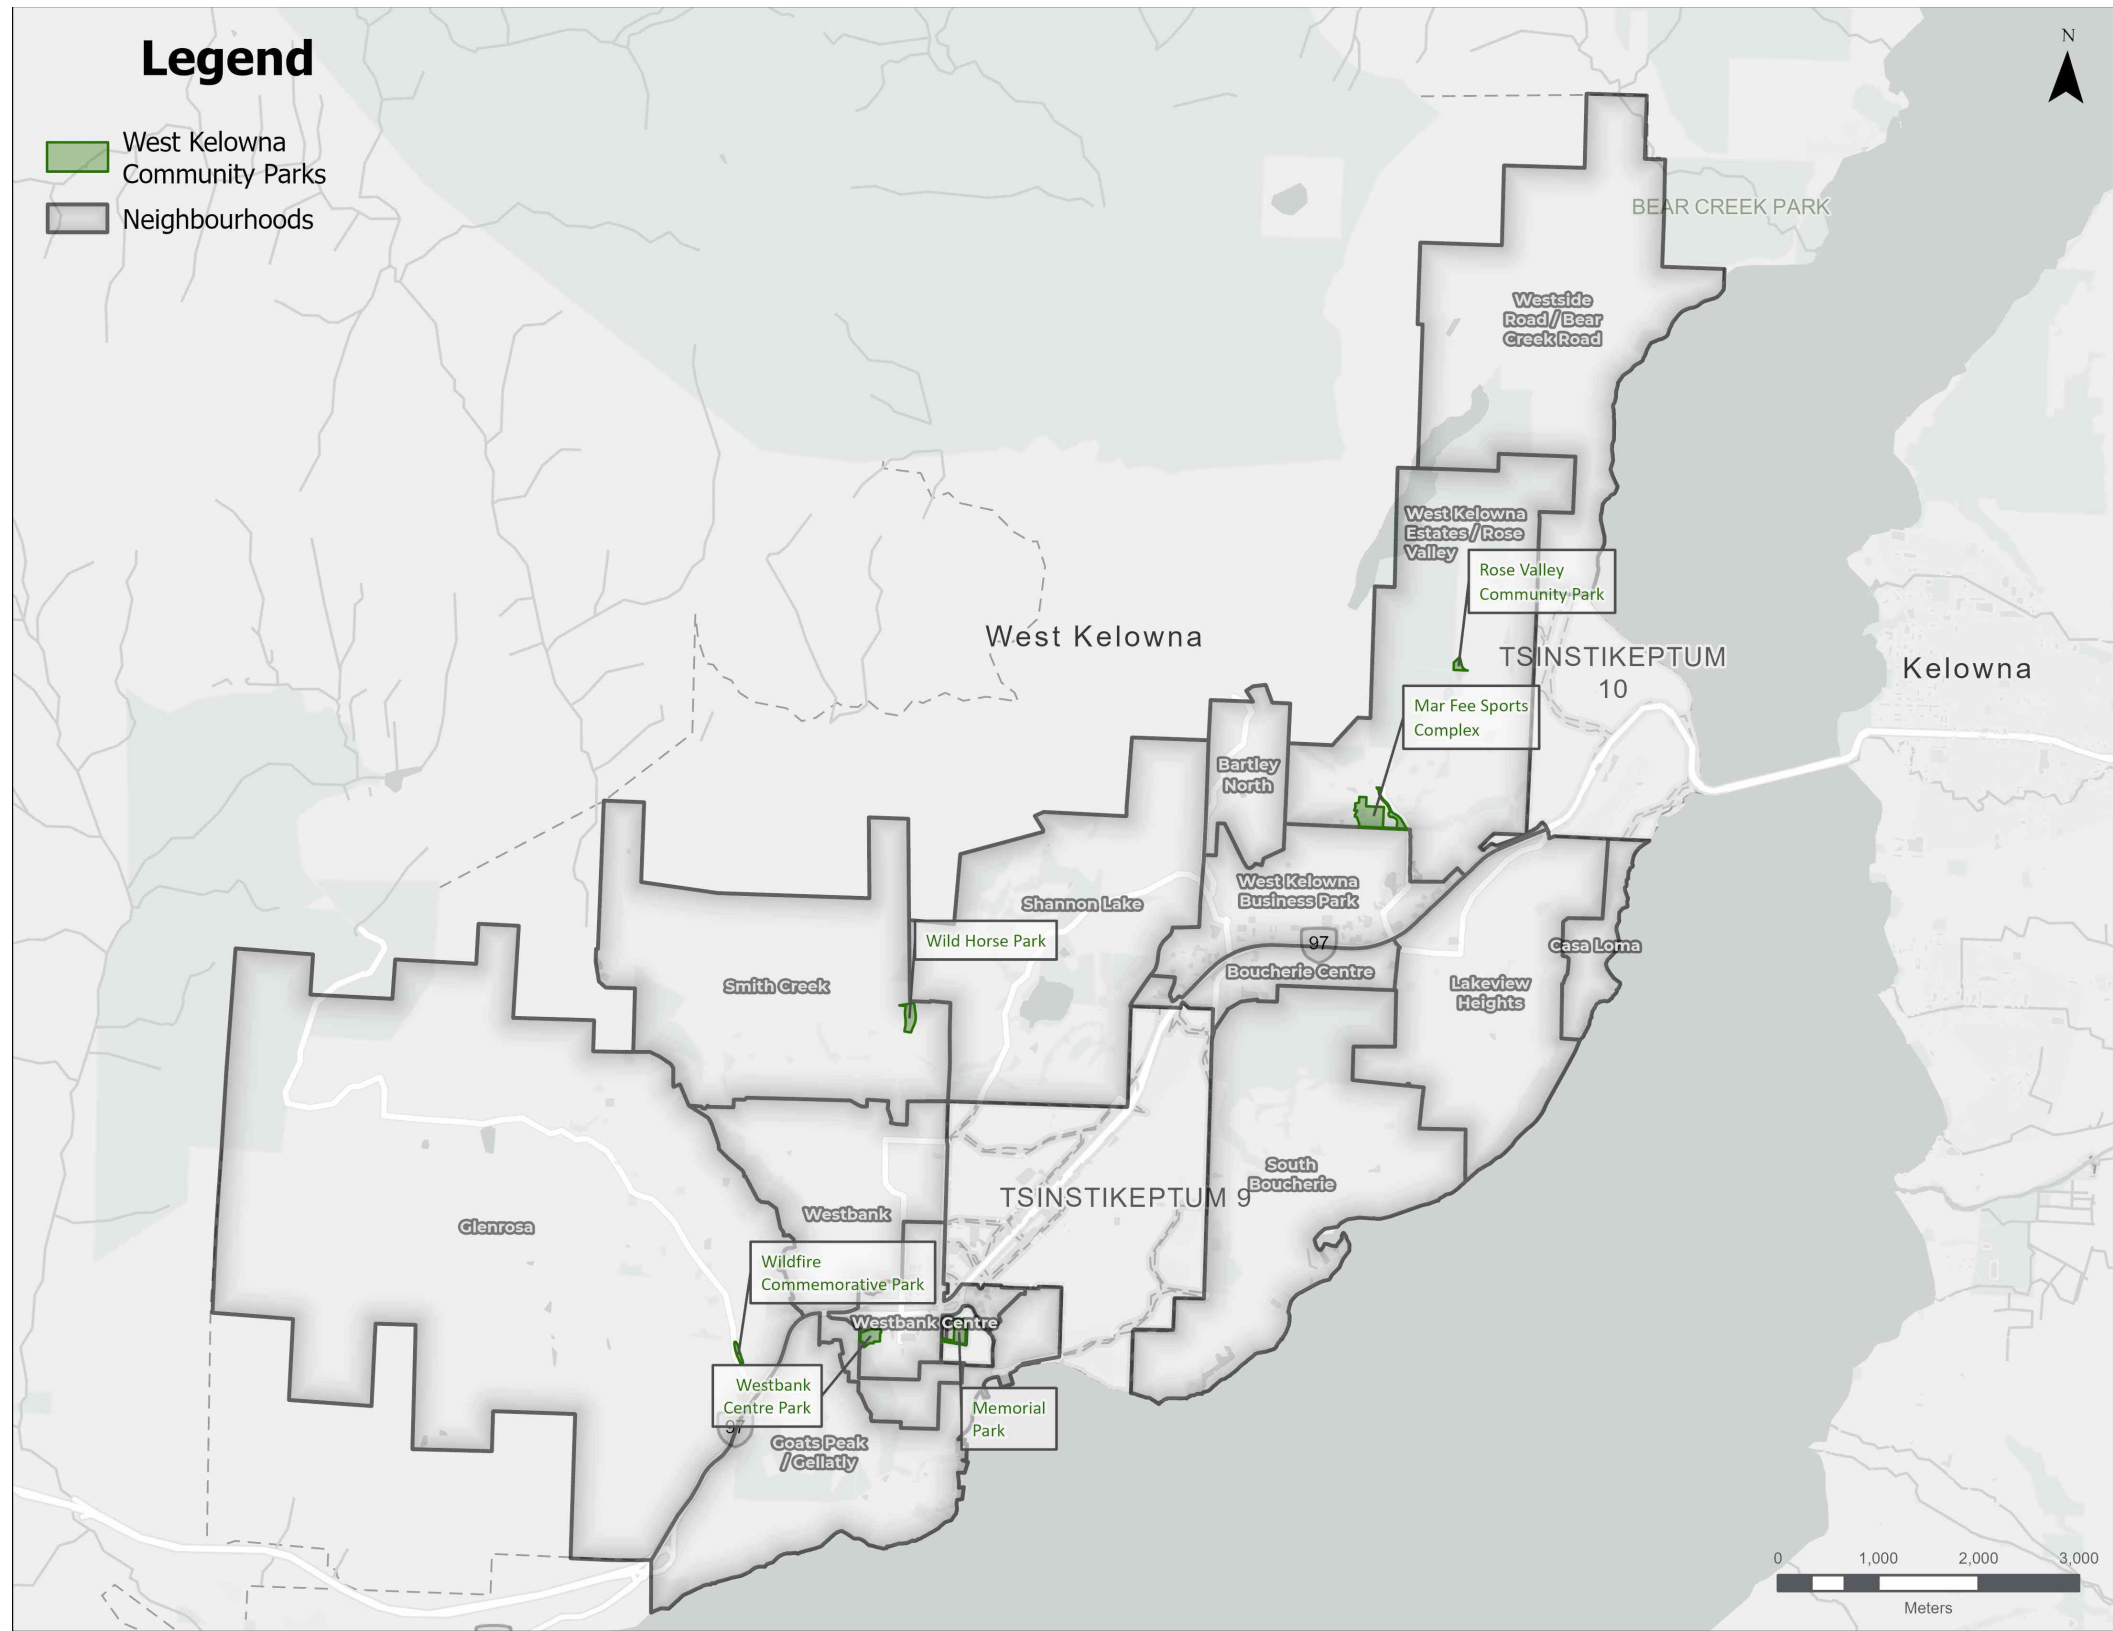 Legend
West Kelowna
Community Parks
Neighbourhoods
N
BEAR CREEK PARK
Westside
Road / Bear
Creek Road
West Kelowna
Estates / Rose
Valley
Rose Valley
Community Park
West Kelowna
TSINSTIKEPTUM
10
Kelowna
Mar Fee Sports
Complex
Bartley
North
West Kelowna
Business Park
Shannon Lake
Wild Horse Park
97
Casa Loma
Boucherie Centre
Smith Creek
Lakeview
Heights
South
Boucherie
TSINSTIKEPTUM 9
Westbank
Glenrosa
Wildfire
Commemorative Park
Westbank Centre
Westbank
Centre Park
Memorial
Park
97
Goats Peak
/ Gellatly
0 1,000 2,000 3,000
Meters